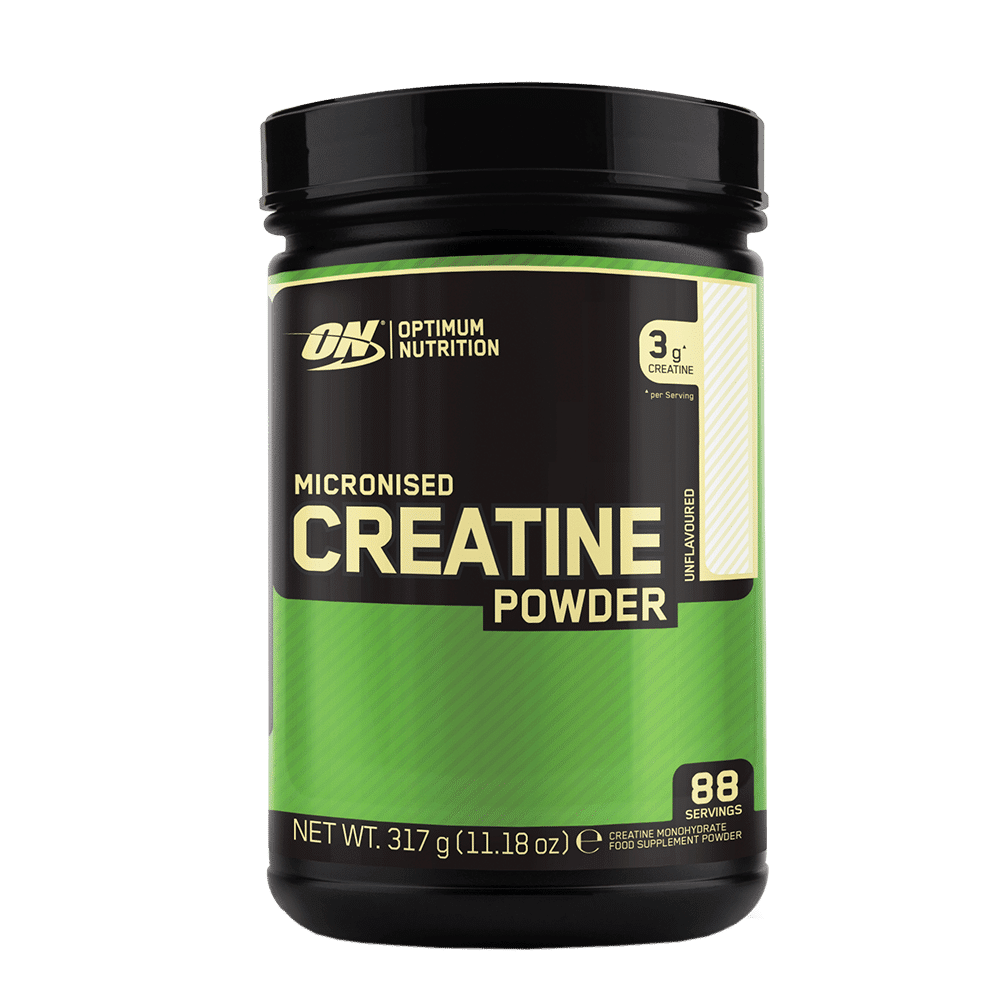 ON®
OPTIMUM
NUTRITION
3 g▲
CREATINE
▲ per Serving
MICRONISED
CREATINE
POWDER
UNFLAVOURED
88
SERVINGS
NET WT. 317 g (11.18 oz) ℮
CREATINE MONOHYDRATE
FOOD SUPPLEMENT POWDER